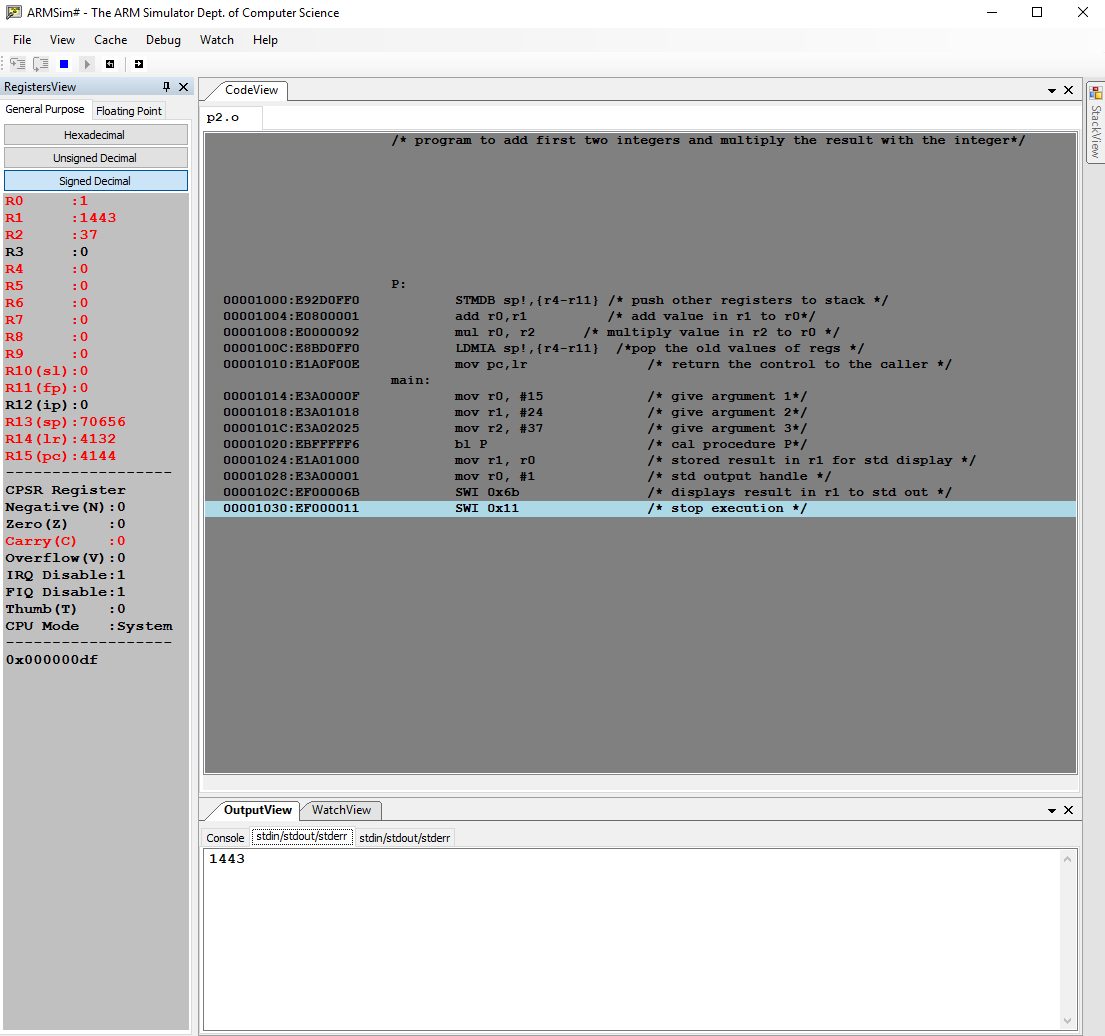 ARMSim# - The ARM Simulator Dept. of Computer Science
File View Cache Debug Watch Help
RegistersView
General Purpose Floating Point
Hexadecimal
Unsigned Decimal
Signed Decimal
R0 :1
R1 :1443
R2 :37
R3 :0
R4 :0
R5 :0
R6 :0
R7 :0
R8 :0
R9 :0
R10(sl):0
R11(fp):0
R12(ip):0
R13(sp):70656
R14(lr):4132
R15(pc):4144
-------------------
CPSR Register
Negative(N):0
Zero(Z) :0
Carry(C) :0
Overflow(V):0
IRQ Disable:1
FIQ Disable:1
Thumb(T) :0
CPU Mode :System
-------------------
0x000000df
CodeView
p2.o
/* program to add first two integers and multiply the result with the integer*/
P:
00001000:E92D0FF0 STMDB sp!,{r4-r11} /* push other registers to stack */
00001004:E0800001 add r0,r1 /* add value in r1 to r0*/
00001008:E0000092 mul r0, r2 /* multiply value in r2 to r0 */
0000100C:E8BD0FF0 LDMIA sp!,{r4-r11} /*pop the old values of regs */
00001010:E1A0F00E mov pc,lr /* return the control to the caller */
main:
00001014:E3A0000F mov r0, #15 /* give argument 1*/
00001018:E3A01018 mov r1, #24 /* give argument 2*/
0000101C:E3A02025 mov r2, #37 /* give argument 3*/
00001020:EBFFFFF6 bl P /* cal procedure P*/
00001024:E1A01000 mov r1, r0 /* stored result in r1 for std display */
00001028:E3A00001 mov r0, #1 /* std output handle */
0000102C:EF00006B SWI 0x6b /* displays result in r1 to std out */
00001030:EF000011 SWI 0x11 /* stop execution */
StackView
OutputView WatchView
Console stdin/stdout/stderr stdin/stdout/stderr
1443